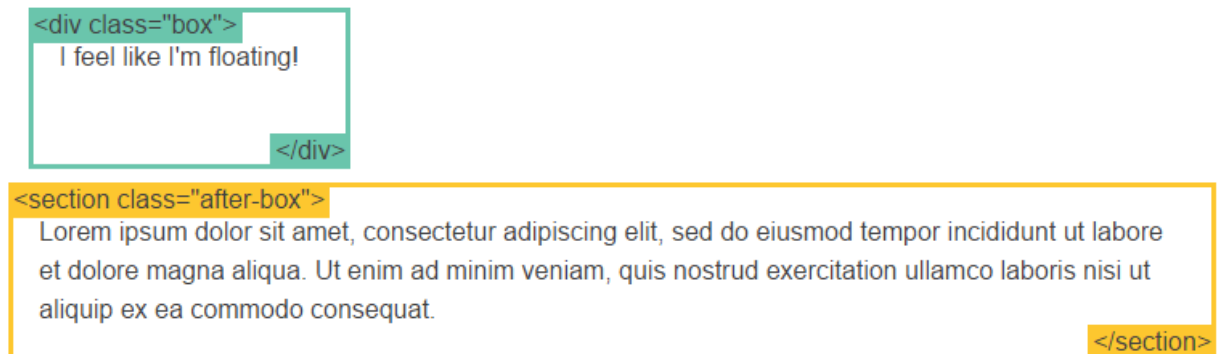 <div class="box">
I feel like I'm floating!
</div>
<section class="after-box">
Lorem ipsum dolor sit amet, consectetur adipiscing elit, sed do eiusmod tempor incididunt ut labore
et dolore magna aliqua. Ut enim ad minim veniam, quis nostrud exercitation ullamco laboris nisi ut
aliquip ex ea commodo consequat.
</section>